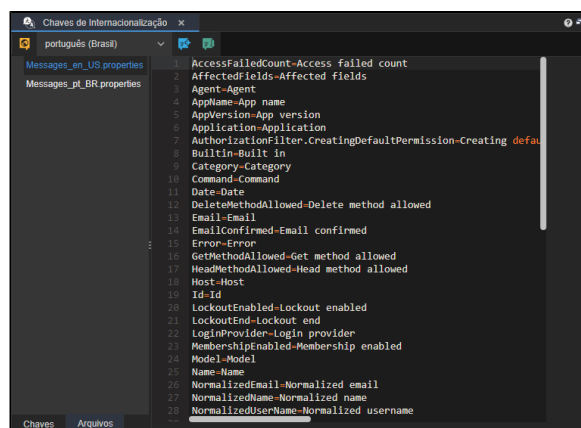 Chaves de Internacionalização ×
português (Brasil)
Messages_en_US.properties
Messages_pt_BR.properties
1 AccessFailedCount=Access failed count
2 AffectedFields=Affected fields
3 Agent=Agent
4 AppName=App name
5 AppVersion=App version
6 Application=Application
7 AuthorizationFilter.CreatingDefaultPermission=Creating defau
8 Builtin=Built in
9 Category=Category
10 Command=Command
11 Date=Date
12 DeleteMethodAllowed=Delete method allowed
13 Email=Email
14 EmailConfirmed=Email confirmed
15 Error=Error
16 GetMethodAllowed=Get method allowed
17 HeadMethodAllowed=Head method allowed
18 Host=Host
19 Id=Id
20 LockoutEnabled=Lockout enabled
21 LockoutEnd=Lockout end
22 LoginProvider=Login provider
23 MembershipEnabled=Membership enabled
24 Model=Model
25 Name=Name
26 NormalizedEmail=Normalized email
27 NormalizedName=Normalized name
28 NormalizedUserName=Normalized username
Chaves Arquivos